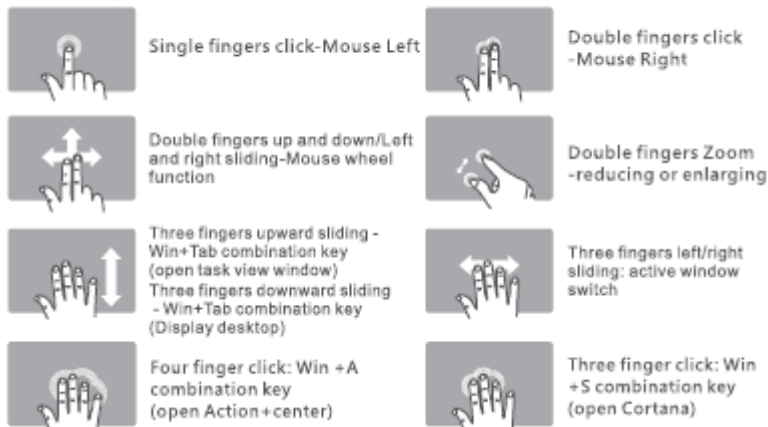 Single fingers click-Mouse Left
Double fingers click
-Mouse Right
Double fingers up and down/Left
and right sliding-Mouse wheel
function
Double fingers Zoom
-reducing or enlarging
Three fingers upward sliding -
Win+Tab combination key
(open task view window)
Three fingers downward sliding
- Win+Tab combination key
(Display desktop)
Three fingers left/right
sliding: active window
switch
Four finger click: Win +A
combination key
(open Action+center)
Three finger click: Win
+S combination key
(open Cortana)